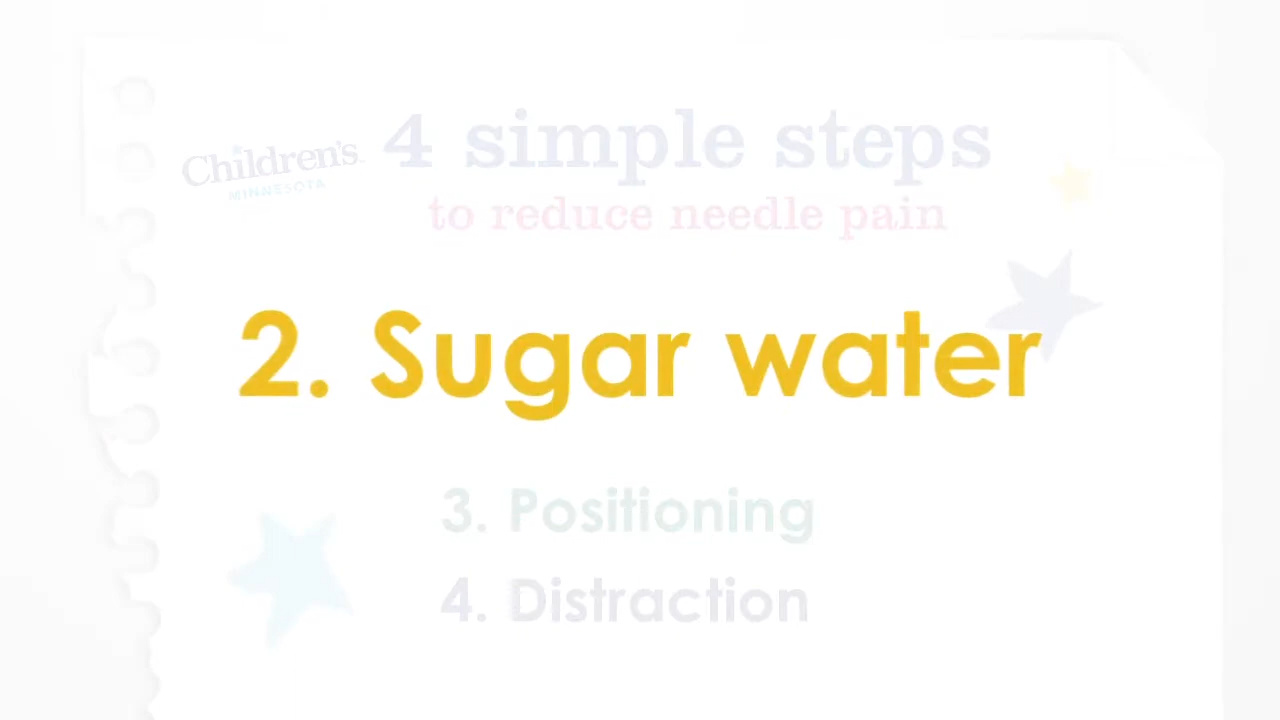 Children's
MINNESOTA
4 simple steps
to reduce needle pain
2. Sugar water
3. Positioning
4. Distraction